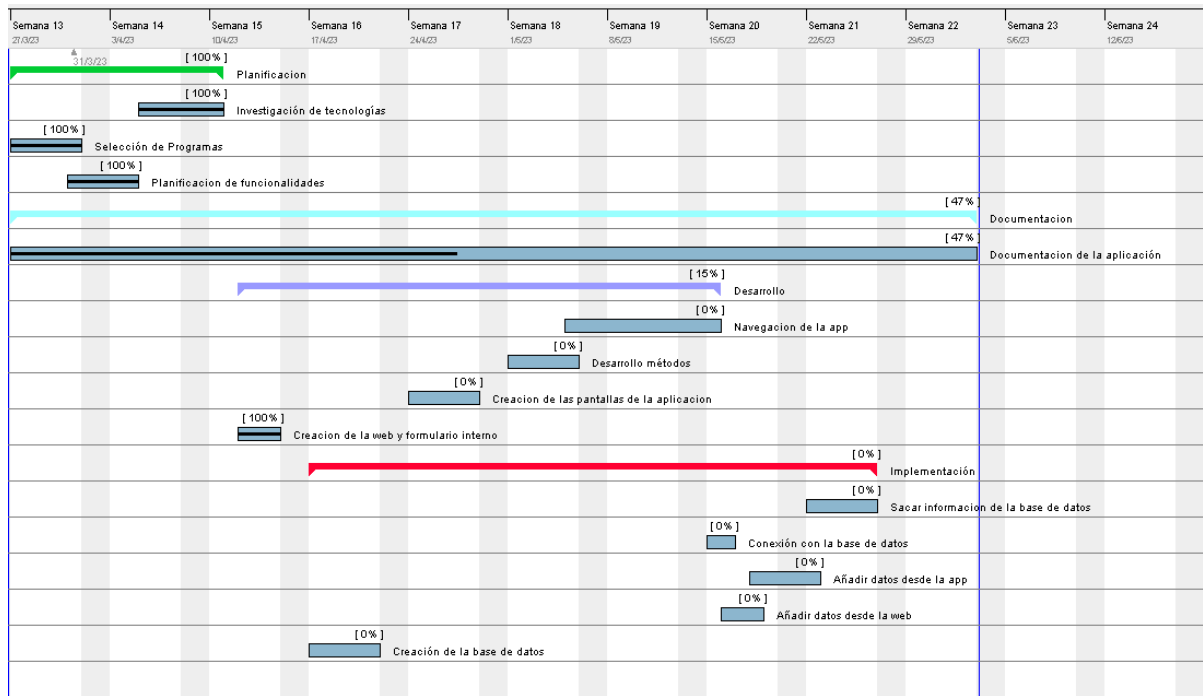 Semana 13 Semana 14 Semana 15 Semana 16 Semana 17 Semana 18 Semana 19 Semana 20 Semana 21 Semana 22 Semana 23 Semana 24
27/3/23 3/4/23 10/4/23 17/4/23 24/4/23 1/5/23 8/5/23 15/5/23 22/5/23 29/5/23 5/6/23 12/6/23
31/3/23
[ 100% ]
Planificacion
[ 100% ]
Investigación de tecnologías
[ 100% ]
Selección de Programas
[ 100% ]
Planificacion de funcionalidades
[ 47% ]
Documentacion
[ 47% ]
Documentacion de la aplicación
[ 15% ]
Desarrollo
[ 0% ]
Navegacion de la app
[ 0% ]
Desarrollo métodos
[ 0% ]
Creacion de las pantallas de la aplicacion
[ 100% ]
Creacion de la web y formulario interno
[ 0% ]
Implementación
[ 0% ]
Sacar informacion de la base de datos
[ 0% ]
Conexión con la base de datos
[ 0% ]
Añadir datos desde la app
[ 0% ]
Añadir datos desde la web
[ 0% ]
Creación de la base de datos